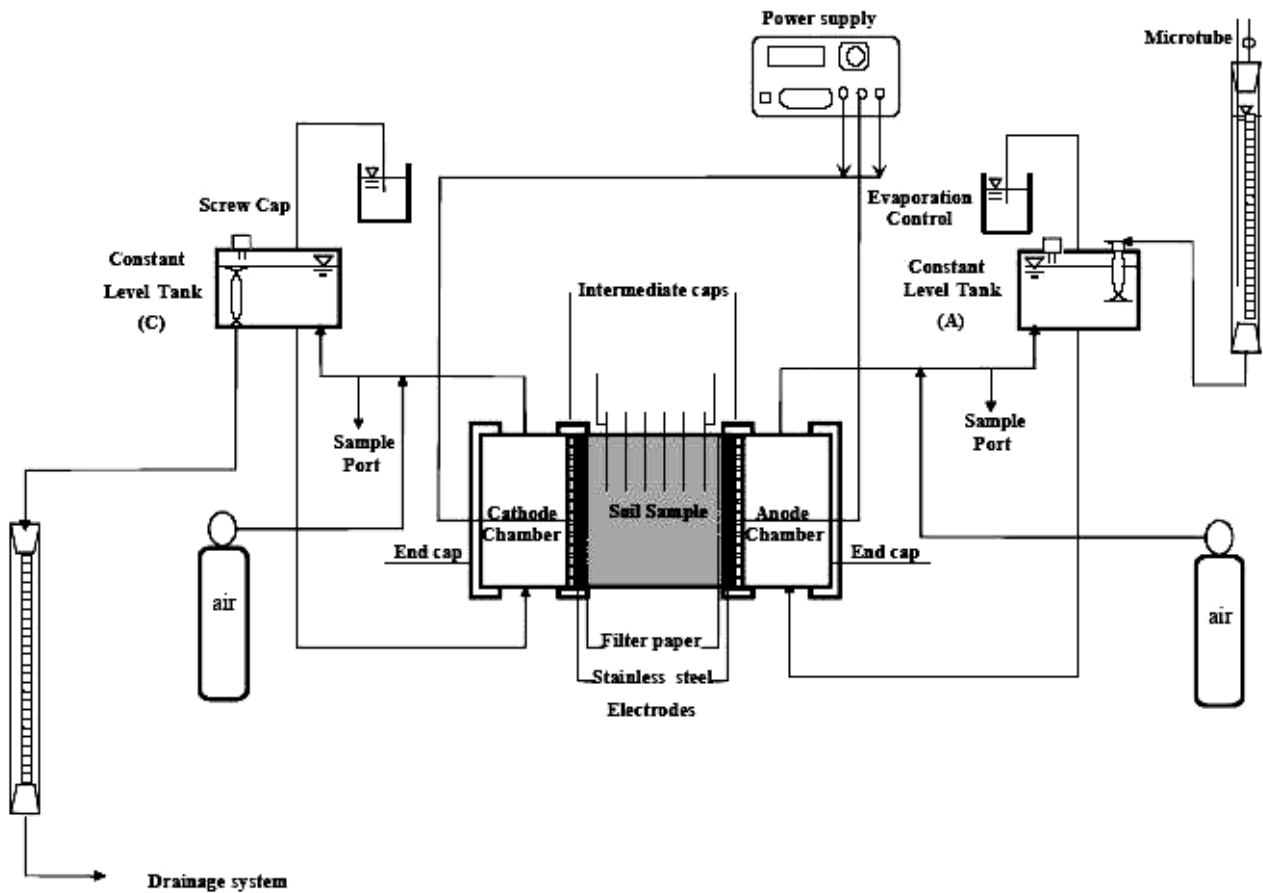 Power supply
Microtube
Screw Cap
Evaporation
Control
Constant
Level Tank
(C)
Constant
Level Tank
(A)
Intermediate caps
Sample
Port
Sample
Port
Cathode
Chamber
Soil Sample
Anode
Chamber
End cap
End cap
air
air
Filter paper
Stainless steel
Electrodes
Drainage system